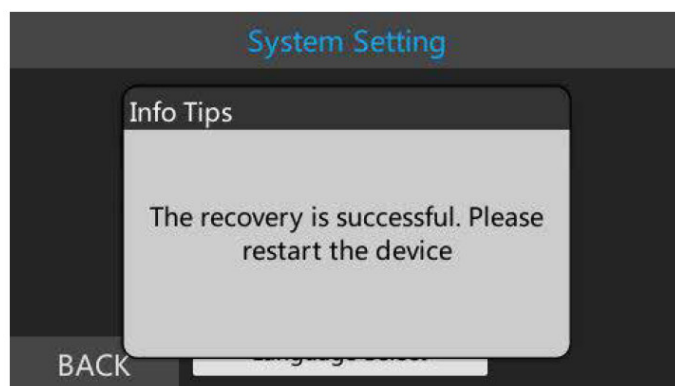 System Setting
Info Tips
The recovery is successful. Please
restart the device
BACK